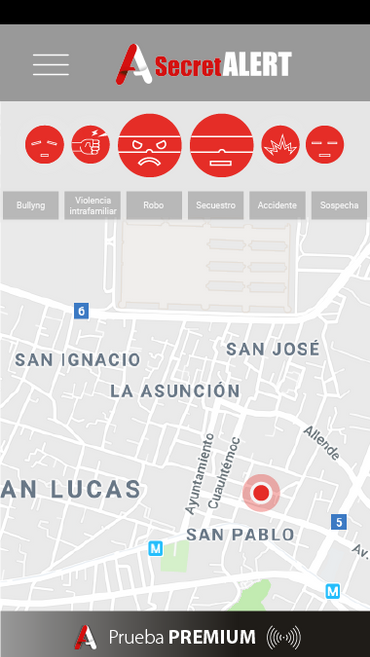 SecretALERT
Bullyng
Violencia
intrafamiliar
Robo
Secuestro
Accidente
Sospecha
6
SAN IGNACIO
SAN JOSÉ
LA ASUNCIÓN
Allende
Ayuntamiento
Cuauhtémoc
AN LUCAS
5
SAN PABLO
Av.
M
M
Prueba PREMIUM